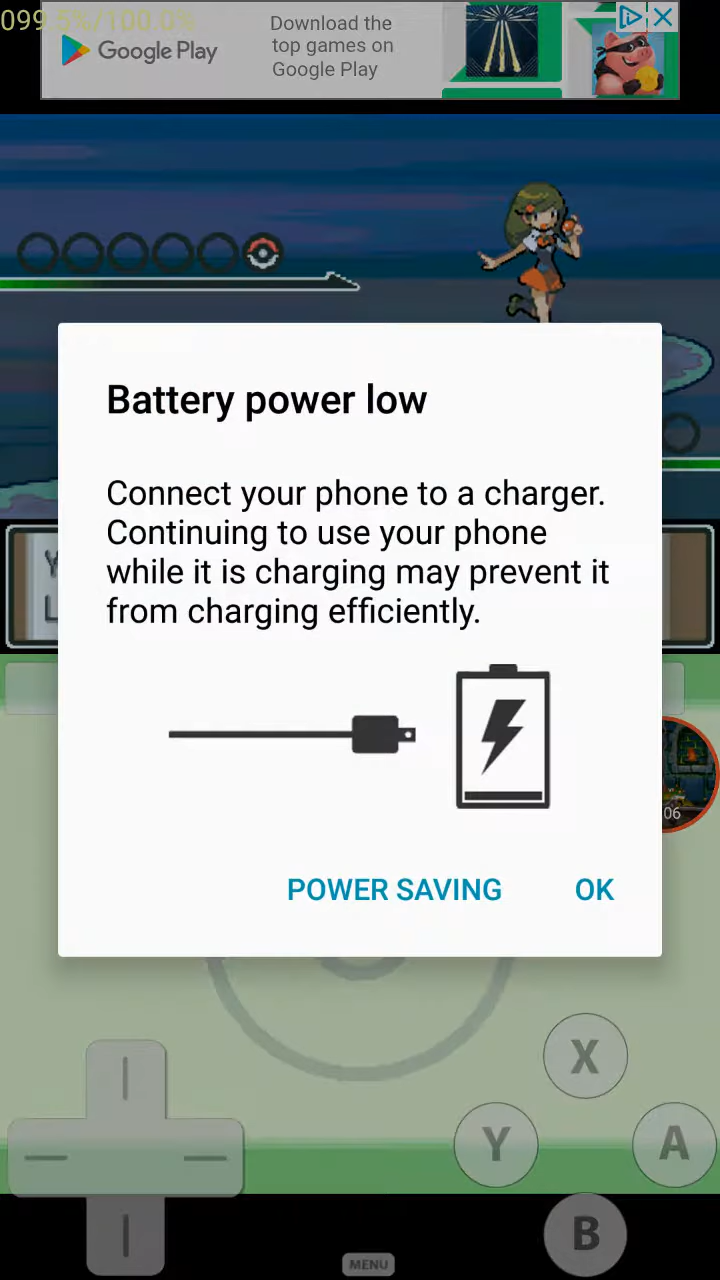 099.5%/100.0%
Google Play
Download the
top games on
Google Play
Battery power low
Connect your phone to a charger.
Continuing to use your phone
while it is charging may prevent it
from charging efficiently.
06
POWER SAVING
OK
X
Y
A
B
MENU